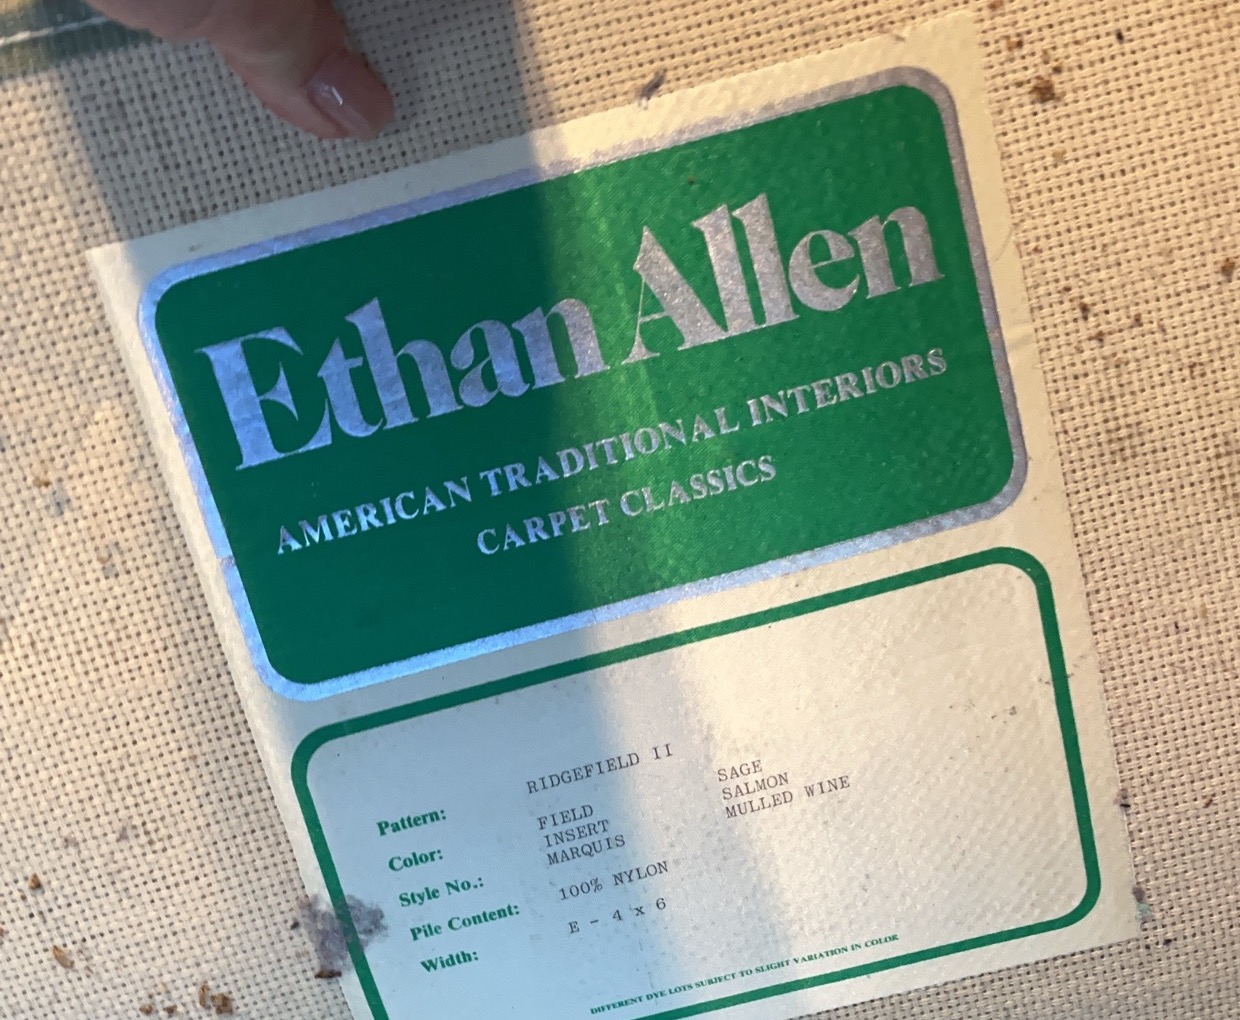 Ethan Allen
AMERICAN TRADITIONAL INTERIORS
CARPET CLASSICS
RIDGEFIELD II
Pattern:
FIELD SAGE
Color:
INSERT SALMON
MARQUIS MULLED WINE
Style No.:
Pile Content: 100% NYLON
Width: E - 4 x 6
DIFFERENT DYE LOTS SUBJECT TO SLIGHT VARIATION IN COLOR